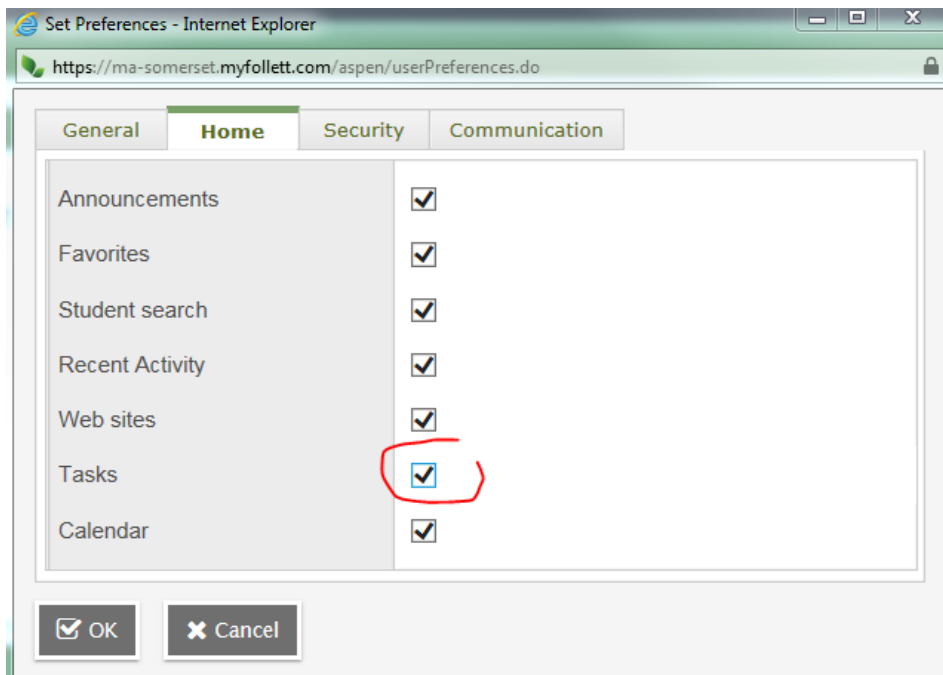 Set Preferences - Internet Explorer
https://ma-somerset.myfollett.com/aspen/userPreferences.do
General Home Security Communication
Announcements
Favorites
Student search
Recent Activity
Web sites
Tasks
Calendar
OK Cancel